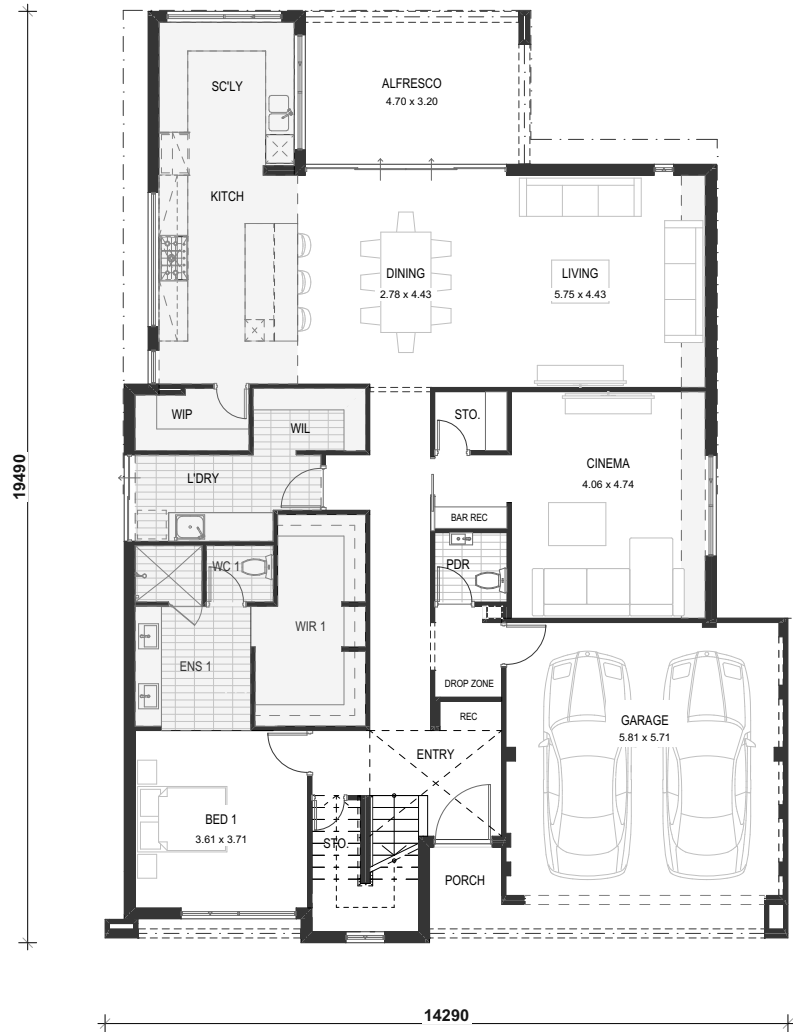 SC'LY
ALFRESCO
4.70 x 3.20
KITCH
DINING
2.78 x 4.43
LIVING
5.75 x 4.43
WIP
WIL
STO.
CINEMA
4.06 x 4.74
L'DRY
BAR REC
WC 1
PDR
WIR 1
ENS 1
DROP ZONE
REC
GARAGE
5.81 x 5.71
ENTRY
BED 1
3.61 x 3.71
STO.
PORCH
19490
14290